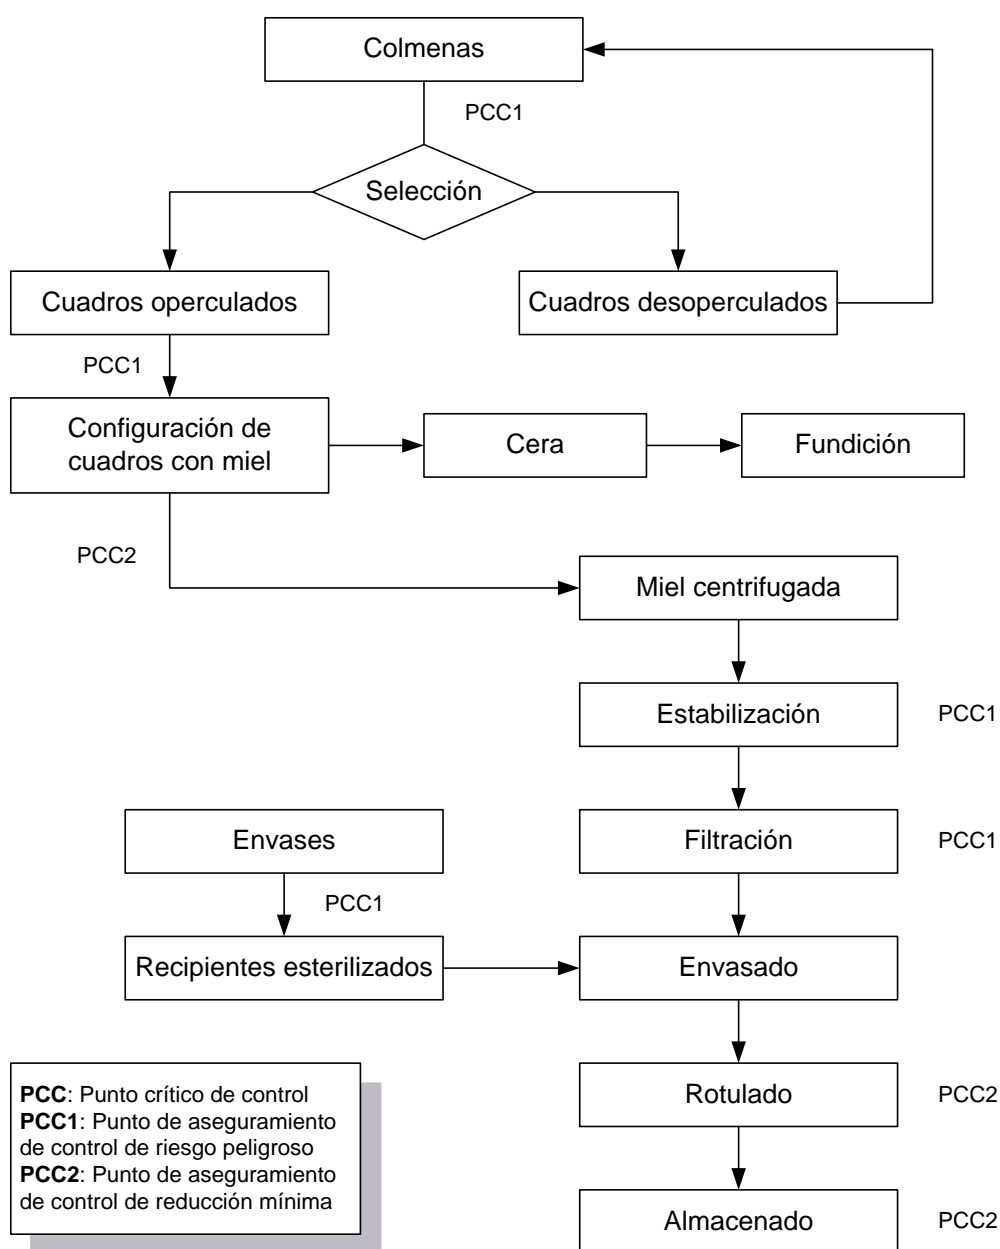 Colmenas
PCC1
Selección
Cuadros operculados
Cuadros desoperculados
PCC1
Configuración de
cuadros con miel
Cera
Fundición
PCC2
Miel centrifugada
Estabilización
PCC1
Envases
Filtración
PCC1
PCC1
Recipientes esterilizados
Envasado
PCC: Punto crítico de control
PCC1: Punto de aseguramiento
de control de riesgo peligroso
PCC2: Punto de aseguramiento
de control de reducción mínima
Rotulado
PCC2
Almacenado
PCC2